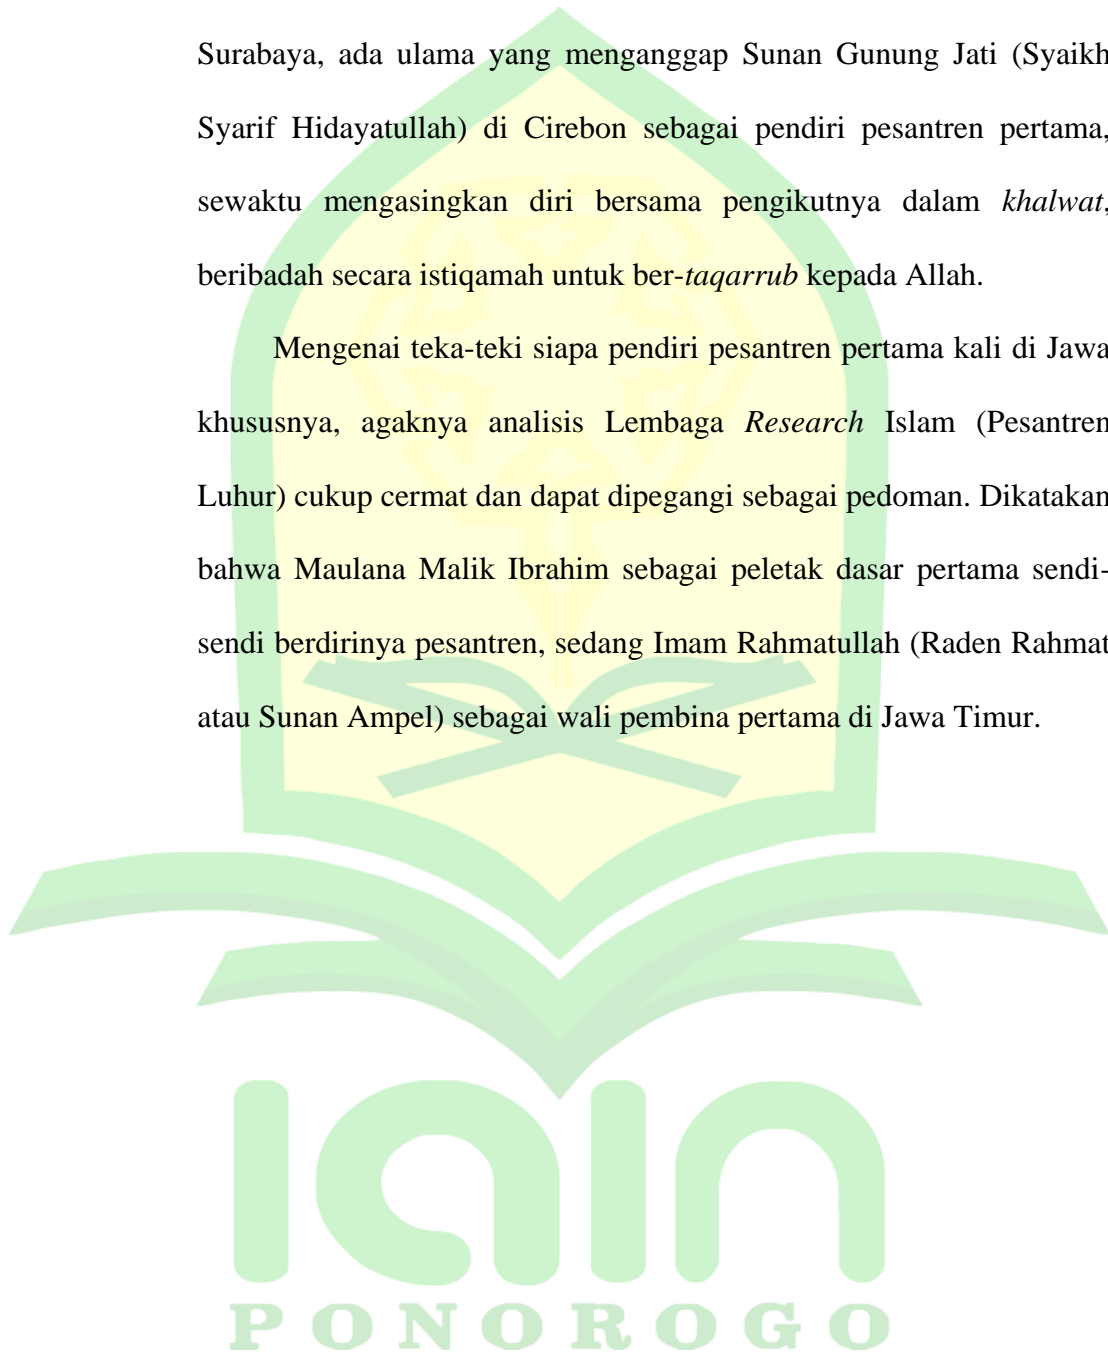 Surabaya, ada ulama yang menganggap Sunan Gunung Jati (Syaikh
Syarif Hidayatullah) di Cirebon sebagai pendiri pesantren pertama,
sewaktu mengasingkan diri bersama pengikutnya dalam khalwat,
beribadah secara istiqamah untuk ber-taqarrub kepada Allah.
Mengenai teka-teki siapa pendiri pesantren pertama kali di Jawa
khususnya, agaknya analisis Lembaga Research Islam (Pesantren
Luhur) cukup cermat dan dapat dipegangi sebagai pedoman. Dikatakan
bahwa Maulana Malik Ibrahim sebagai peletak dasar pertama sendi-
sendi berdirinya pesantren, sedang Imam Rahmatullah (Raden Rahmat
atau Sunan Ampel) sebagai wali pembina pertama di Jawa Timur.
iain
PONOROGO